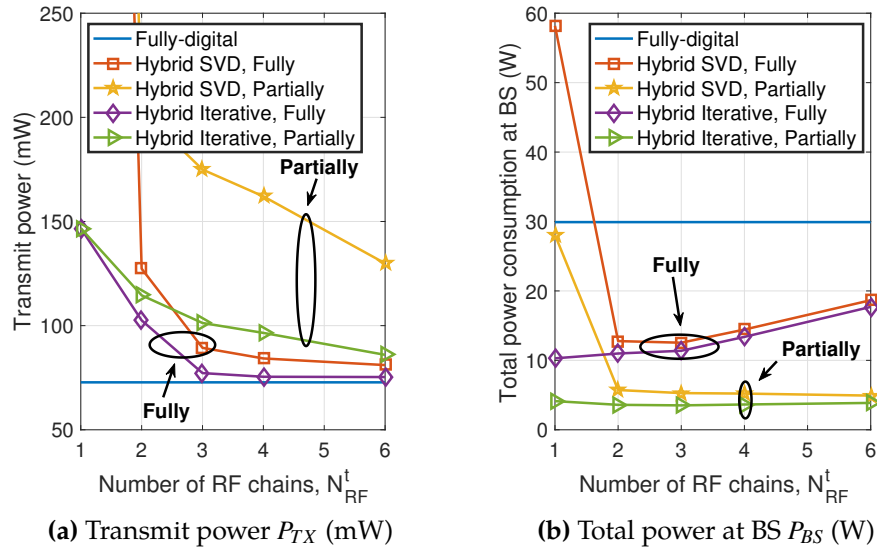 250
200
150
100
50
Transmit power (mW)
Fully-digital
Hybrid SVD, Fully
Hybrid SVD, Partially
Hybrid Iterative, Fully
Hybrid Iterative, Partially
Partially
Fully
1 2 3 4 5 6
Number of RF chains, N^t_RF
(a) Transmit power P_TX (mW)
60
50
40
30
20
10
0
Total power consumption at BS (W)
Fully-digital
Hybrid SVD, Fully
Hybrid SVD, Partially
Hybrid Iterative, Fully
Hybrid Iterative, Partially
Fully
Partially
1 2 3 4 5 6
Number of RF chains, N^t_RF
(b) Total power at BS P_BS (W)